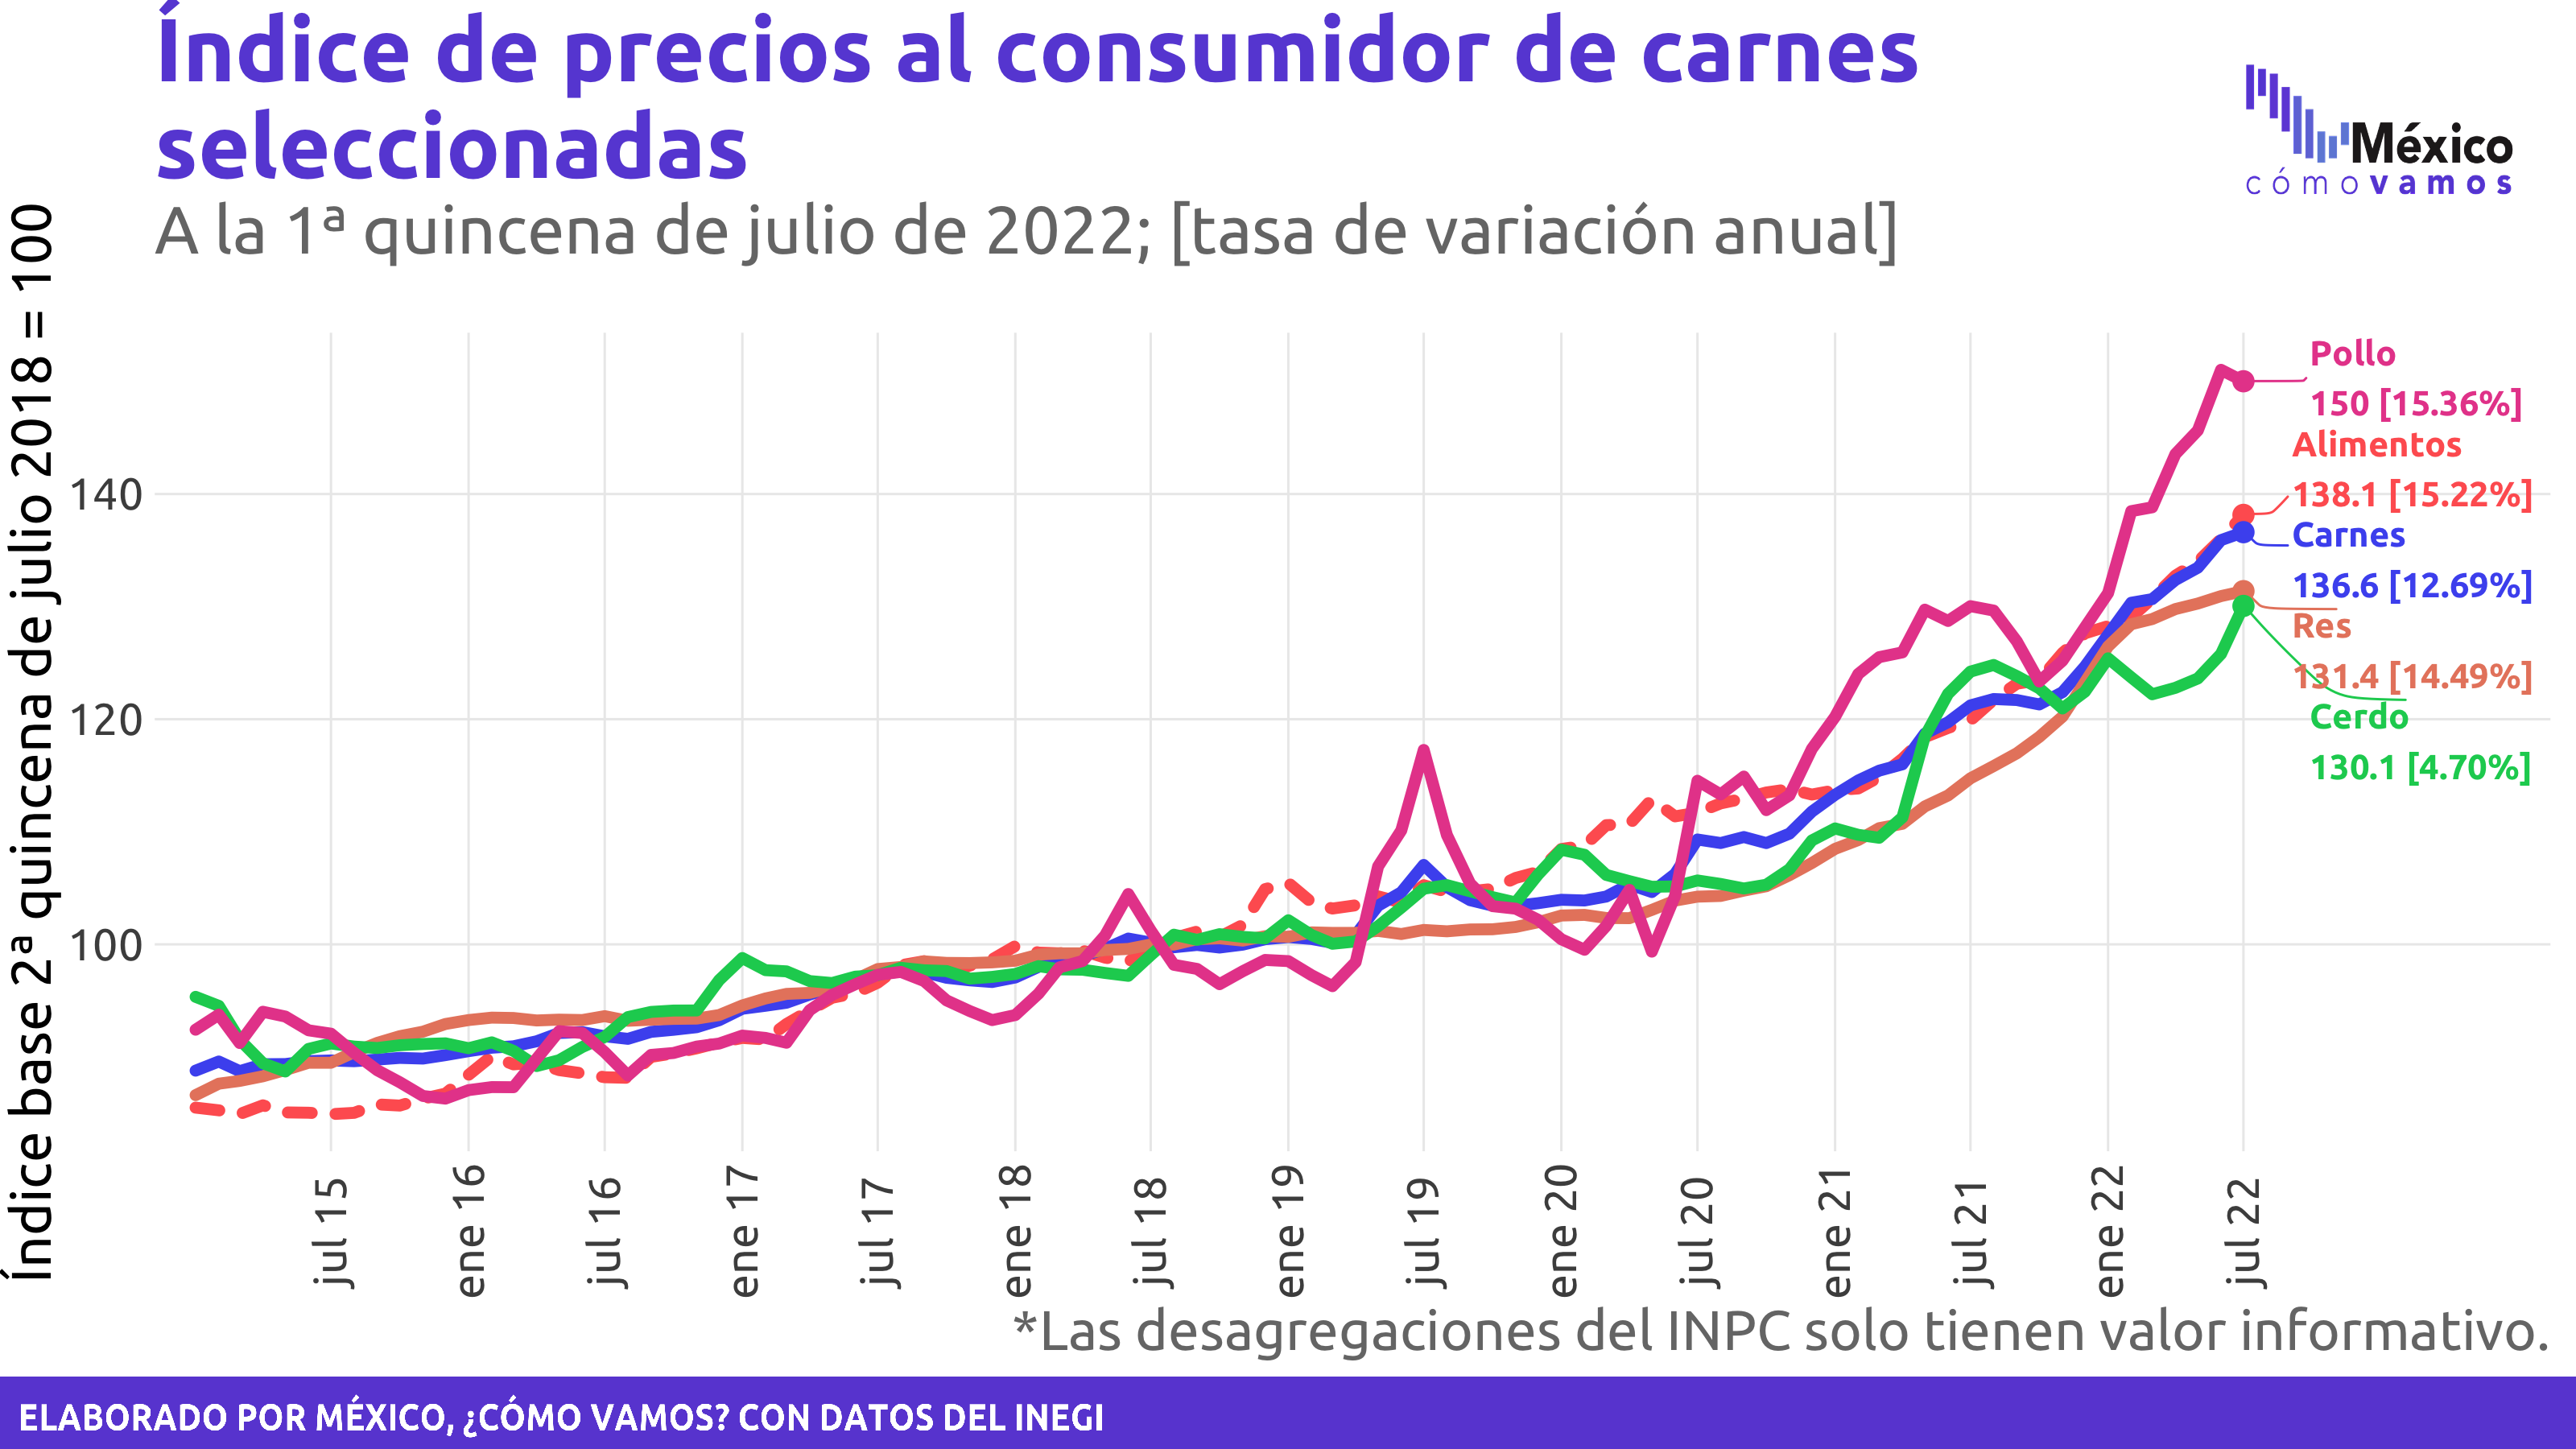 Índice de precios al consumidor de carnes
seleccionadas
A la 1ª quincena de julio de 2022; [tasa de variación anual]
México
cómo vamos
Índice base 2ª quincena de julio 2018 = 100
140
120
100
Pollo
150 [15.36%]
Alimentos
138.1 [15.22%]
Carnes
136.6 [12.69%]
Res
131.4 [14.49%]
Cerdo
130.1 [4.70%]
jul 15
ene 16
jul 16
ene 17
jul 17
ene 18
jul 18
ene 19
jul 19
ene 20
jul 20
ene 21
jul 21
ene 22
jul 22
*Las desagregaciones del INPC solo tienen valor informativo.
ELABORADO POR MÉXICO, ¿CÓMO VAMOS? CON DATOS DEL INEGI